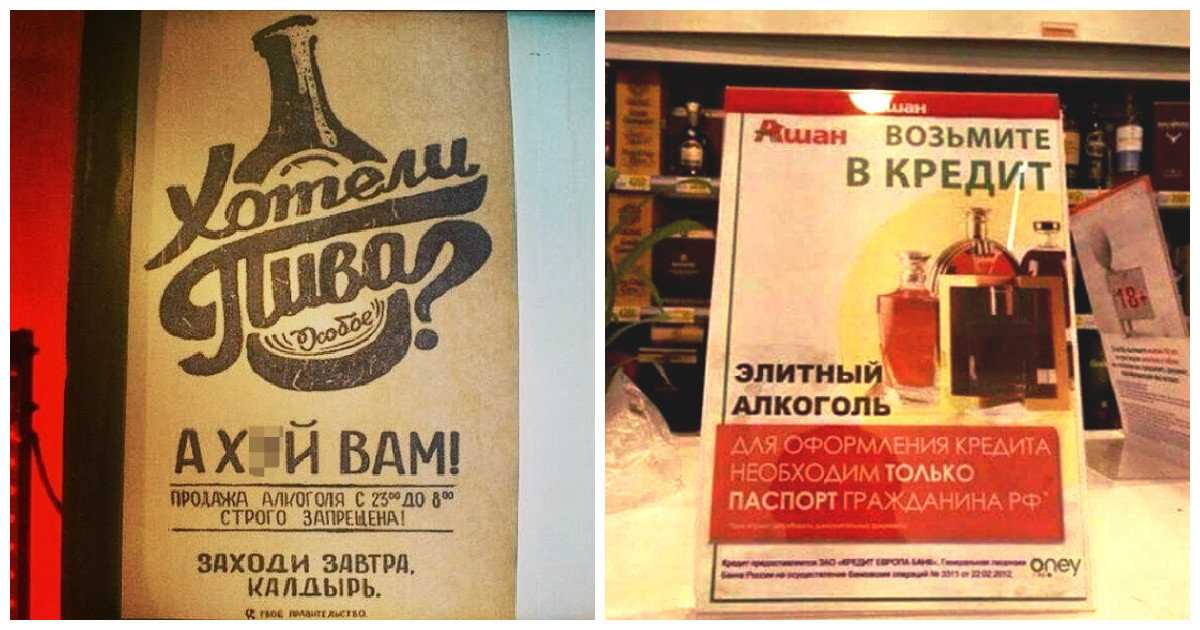 Хотели
Пива?
"Особое"
А Х Й ВАМ!
ПРОДАЖА АЛКОГОЛЯ С 23⁰⁰ ДО 8⁰⁰
СТРОГО ЗАПРЕЩЕНА!
ЗАХОДИ ЗАВТРА,
КАЛДЫРЬ.
ТВОЕ ПРАВИТЕЛЬСТВО.
Ашан
Ашан
ВОЗЬМИТЕ
В КРЕДИТ
ЭЛИТНЫЙ
АЛКОГОЛЬ
ДЛЯ ОФОРМЛЕНИЯ КРЕДИТА
НЕОБХОДИМ ТОЛЬКО
ПАСПОРТ ГРАЖДАНИНА РФ*
Кредит предоставляется ЗАО «КРЕДИТ ЕВРОПА БАНК». Генеральная лицензия
Банка России на осуществление банковских операций № 3311 от 22.02.2012
oney
18+